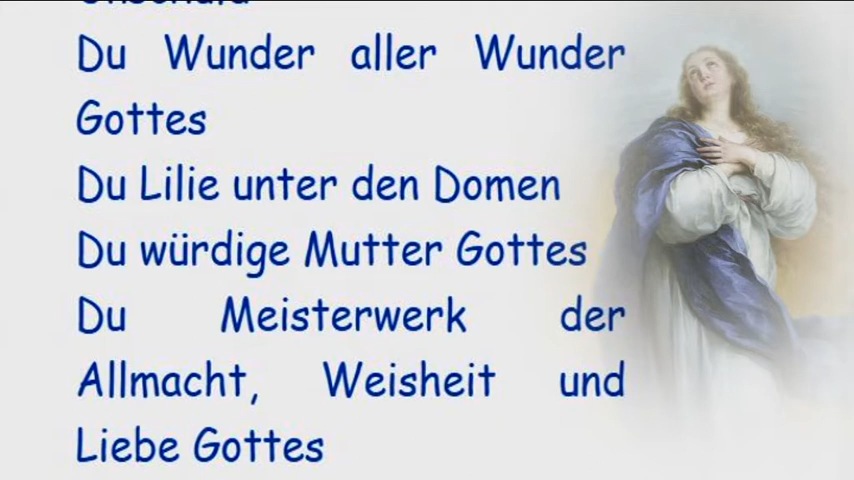 Du Wunder aller Wunder
Gottes
Du Lilie unter den Domen
Du würdige Mutter Gottes
Du Meisterwerk der
Allmacht, Weisheit und
Liebe Gottes